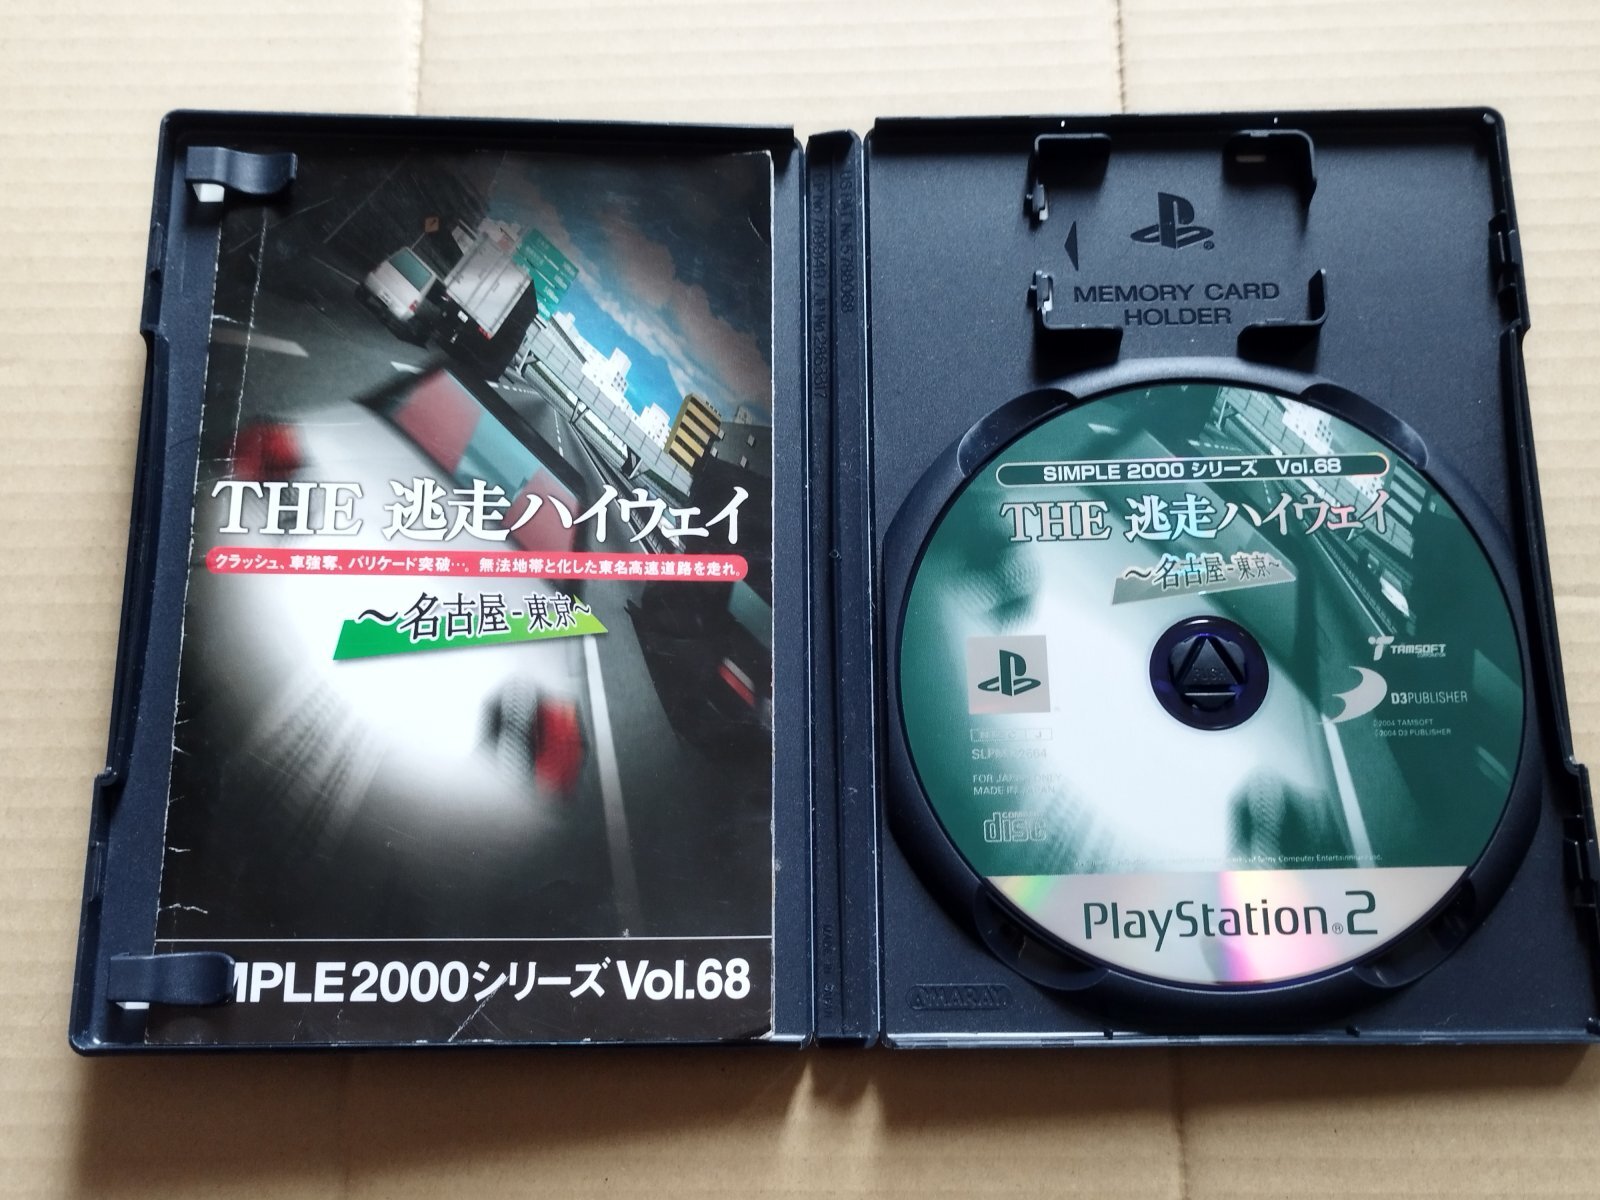 THE 逃走ハイウェイ
クラッシュ、車強奪、バリケード突破…。無法地帯と化した東名高速道路を走れ。
～名古屋-東京～
MPLE2000シリーズ Vol.68
MEMORY CARD
HOLDER
SIMPLE 2000 シリーズ Vol.68
THE 逃走ハイウェイ
～名古屋-東京～
PUSH
TAMSOFT
CORPORATION
D3PUBLISHER
©2004 TAMSOFT
©2004 D3 PUBLISHER
FOR JAPAN ONLY
MADE IN JAPAN
COMPACT
disc
PlayStation®2
AMARAY